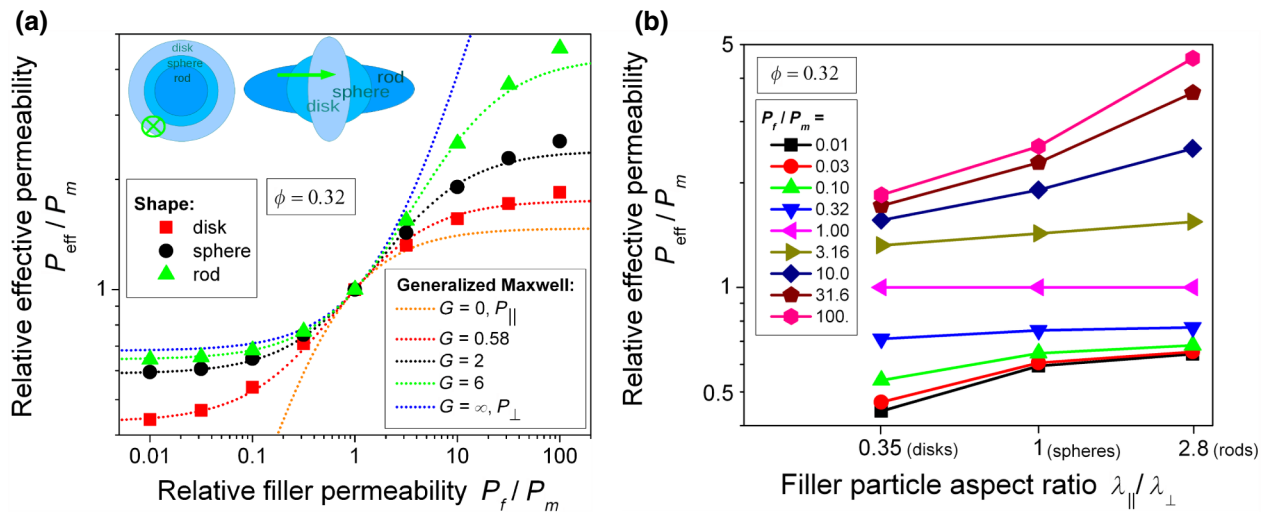 (a)
Relative effective permeability
P_eff / P_m
1
disk
sphere
rod
rod
sphere
disk
Shape:
disk
sphere
rod
ϕ = 0.32
Generalized Maxwell:
G = 0, P_||
G = 0.58
G = 2
G = 6
G = ∞, P_⊥
0.01 0.1 1 10 100
Relative filler permeability P_f / P_m
(b)
Relative effective permeability
P_eff / P_m
5
1
0.5
ϕ = 0.32
P_f / P_m =
0.01
0.03
0.10
0.32
1.00
3.16
10.0
31.6
100.
0.35 (disks) 1 (spheres) 2.8 (rods)
Filler particle aspect ratio λ_|| / λ_⊥